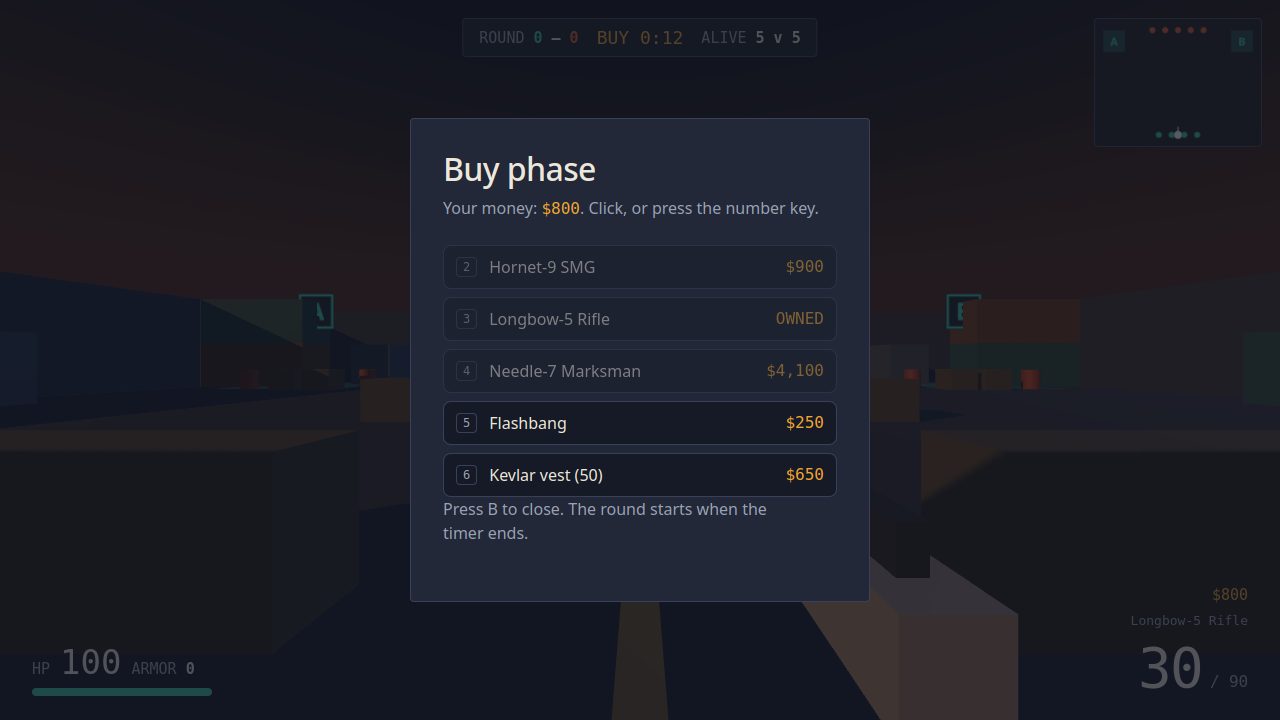 ROUND 0 — 0 BUY 0:12 ALIVE 5 v 5
A B
Buy phase
Your money: $800. Click, or press the number key.
2 Hornet-9 SMG $900
3 Longbow-5 Rifle OWNED
4 Needle-7 Marksman $4,100
5 Flashbang $250
6 Kevlar vest (50) $650
Press B to close. The round starts when the
timer ends.
A
B
$800
Longbow-5 Rifle
HP 100 ARMOR 0
30 / 90